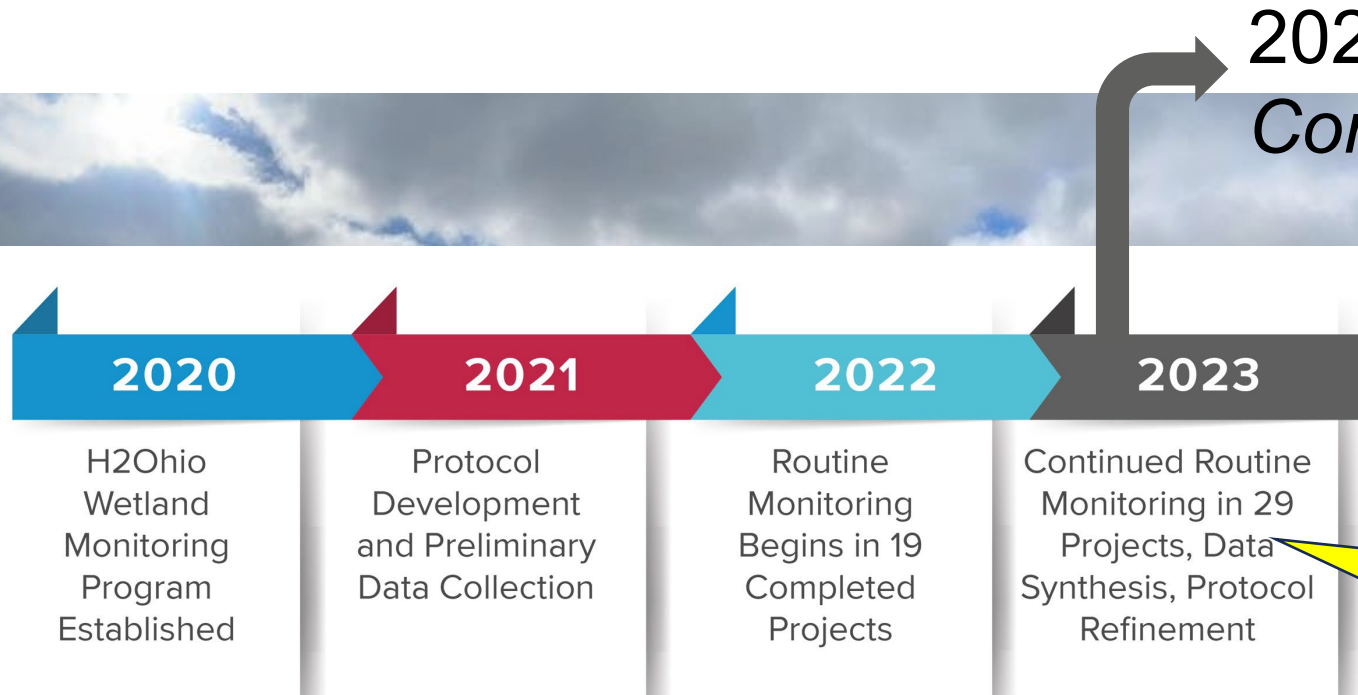 2020
2021
2022
2023
H2Ohio
Wetland
Monitoring
Program
Established
Protocol
Development
and Preliminary
Data Collection
Routine
Monitoring
Begins in 19
Completed
Projects
Continued Routine
Monitoring in 29
Projects, Data
Synthesis, Protocol
Refinement